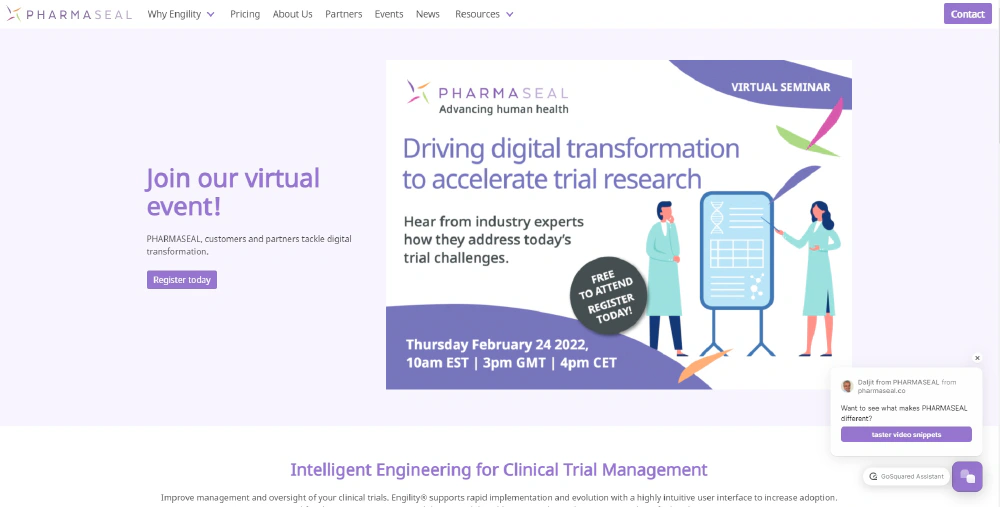 PHARMASEAL
Why Engility
Pricing
About Us
Partners
Events
News
Resources
Contact
Join our virtual
event!
PHARMASEAL, customers and partners tackle digital
transformation.
Register today
PHARMASEAL
Advancing human health
VIRTUAL SEMINAR
Driving digital transformation
to accelerate trial research
Hear from industry experts
how they address today's
trial challenges.
FREE
TO ATTEND
REGISTER
TODAY!
Thursday February 24 2022,
10am EST | 3pm GMT | 4pm CET
Daljit from PHARMASEAL from
pharmaseal.co
Want to see what makes PHARMASEAL
different?
taster video snippets
GoSquared Assistant
Intelligent Engineering for Clinical Trial Management
Improve management and oversight of your clinical trials. Engility® supports rapid implementation and evolution with a highly intuitive user interface to increase adoption.